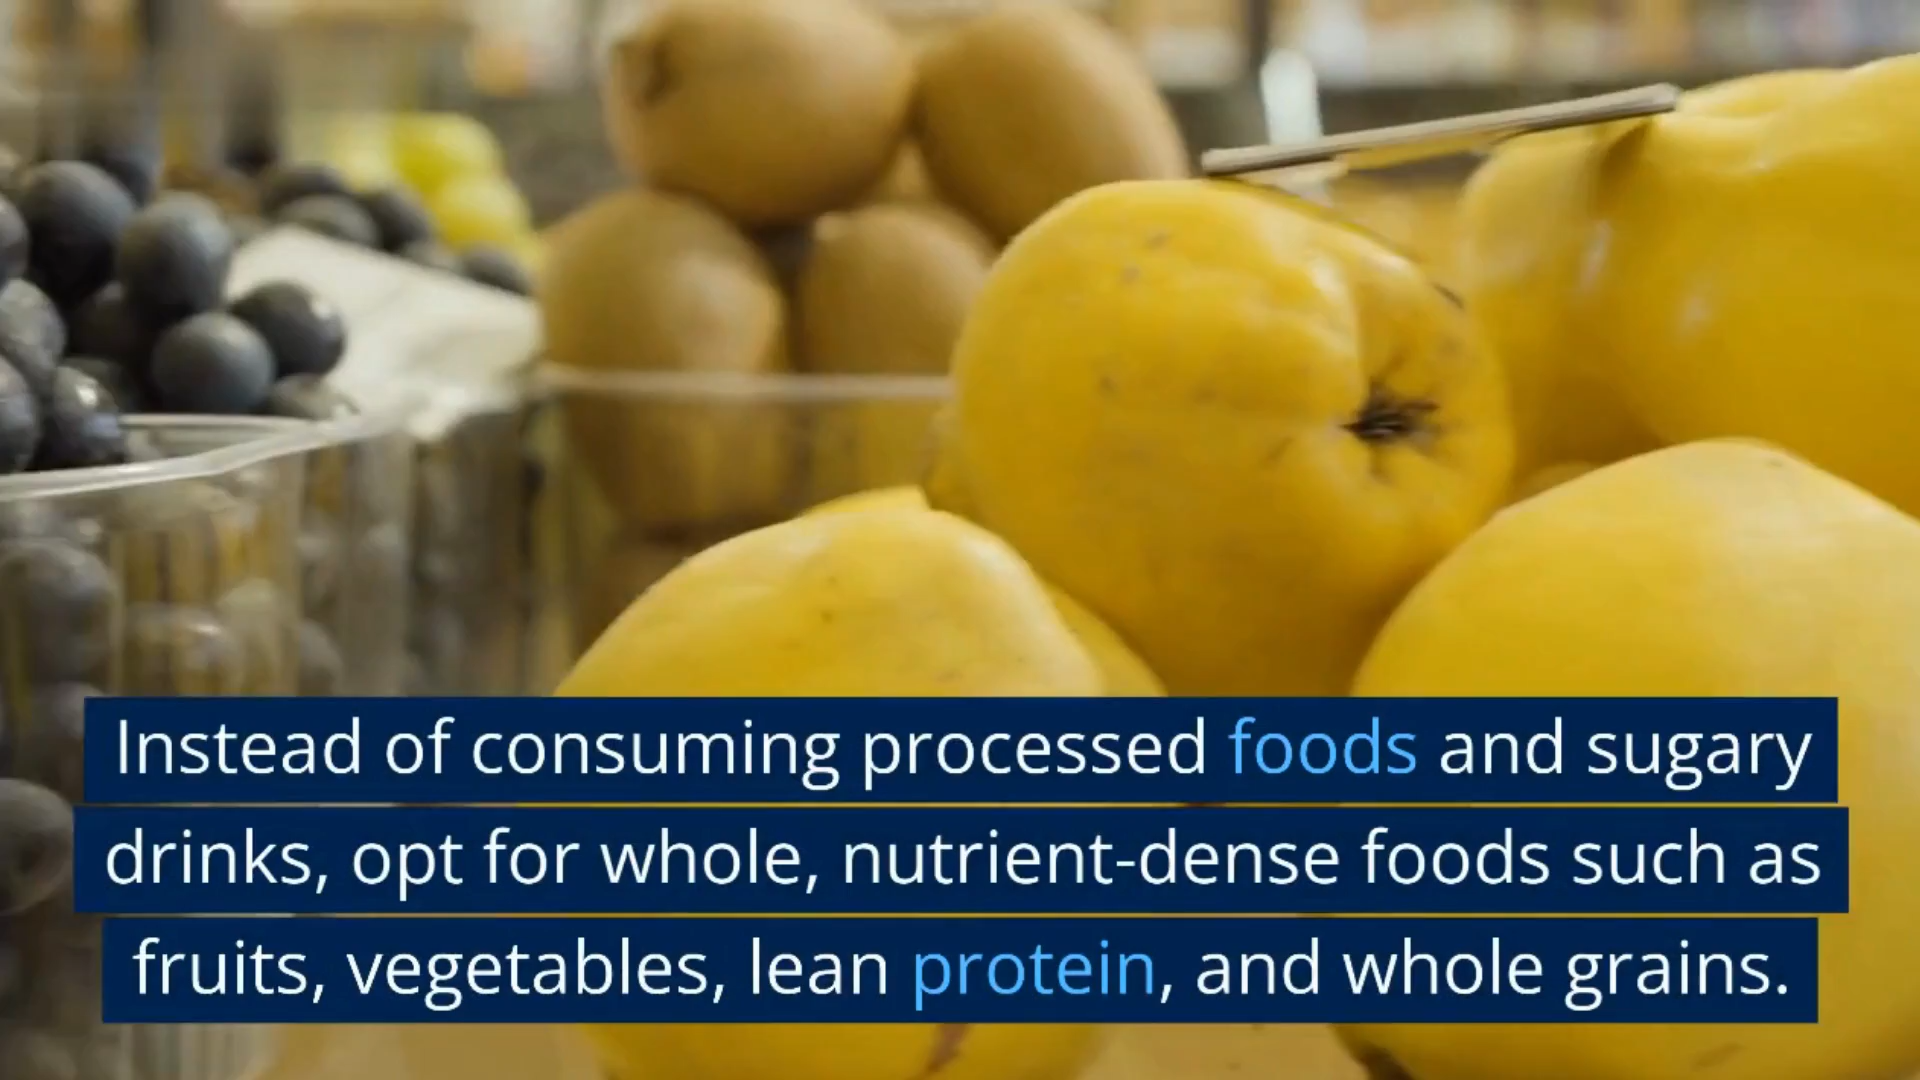 Instead of consuming processed foods and sugary
drinks, opt for whole, nutrient-dense foods such as
fruits, vegetables, lean protein, and whole grains.